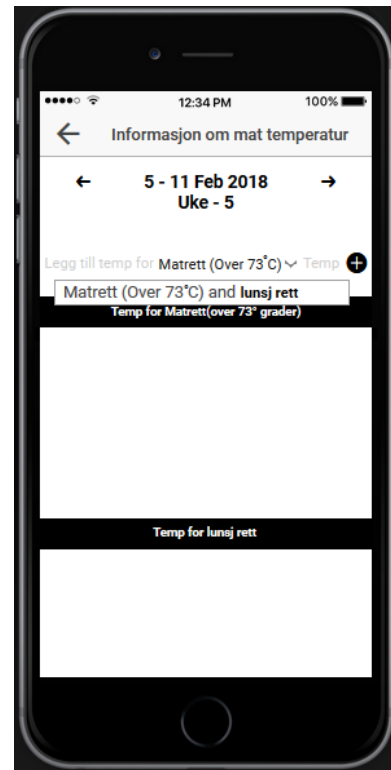 12:34 PM 100%
Informasjon om mat temperatur
5 - 11 Feb 2018
Uke - 5
Legg till temp for Matrett (Over 73°C) Temp
Matrett (Over 73°C) and lunsj rett
Temp for Matrett(over 73° grader)
Temp for lunsj rett